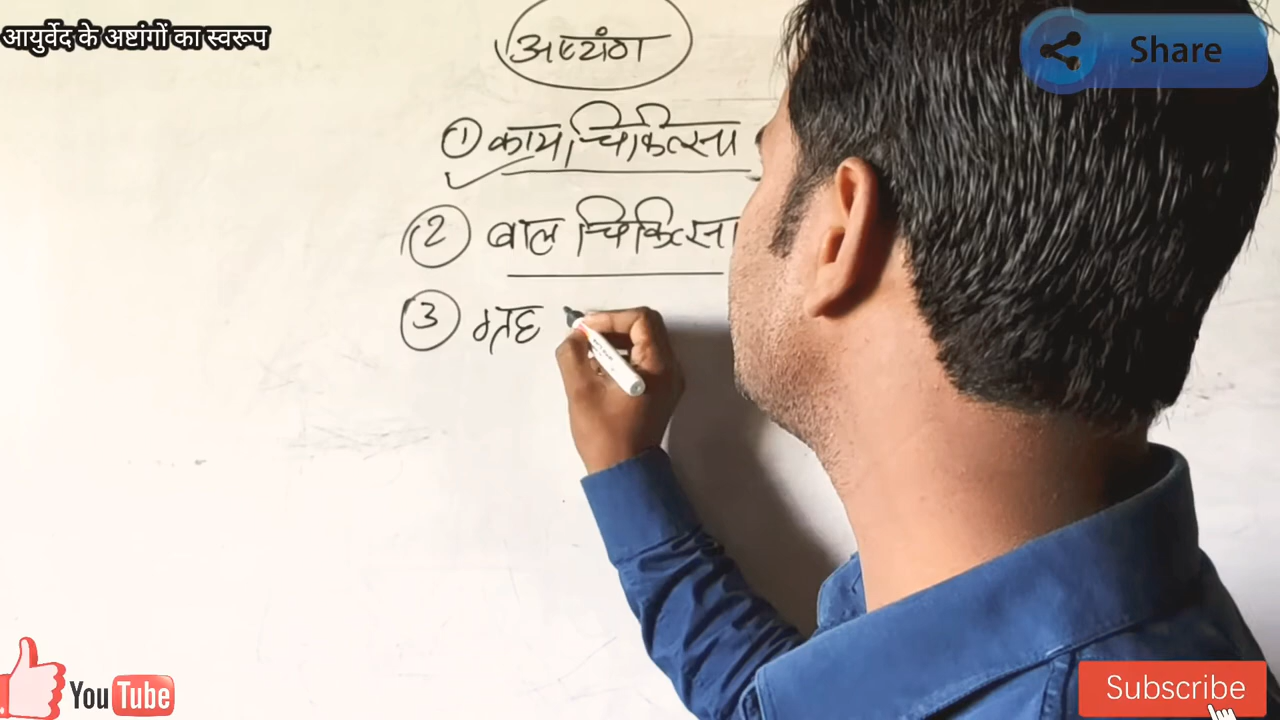 आयुर्वेद के अष्टांगों का स्वरूप
Share
अष्टांग
① काय चिकित्सा
② बाल चिकित्सा
③ ग्रह
YouTube
Subscribe